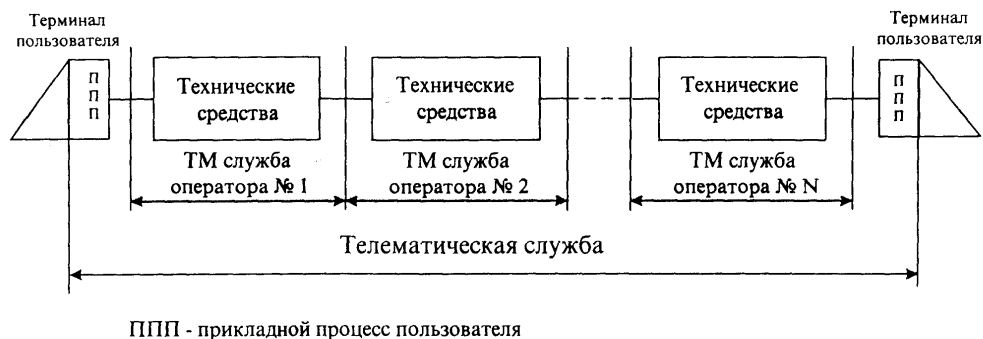 Терминал
пользователя
Терминал
пользователя
П
П
П
Технические
средства
Технические
средства
Технические
средства
П
П
П
ТМ служба
оператора № 1
ТМ служба
оператора № 2
ТМ служба
оператора № N
Телематическая служба
ППП - прикладной процесс пользователя